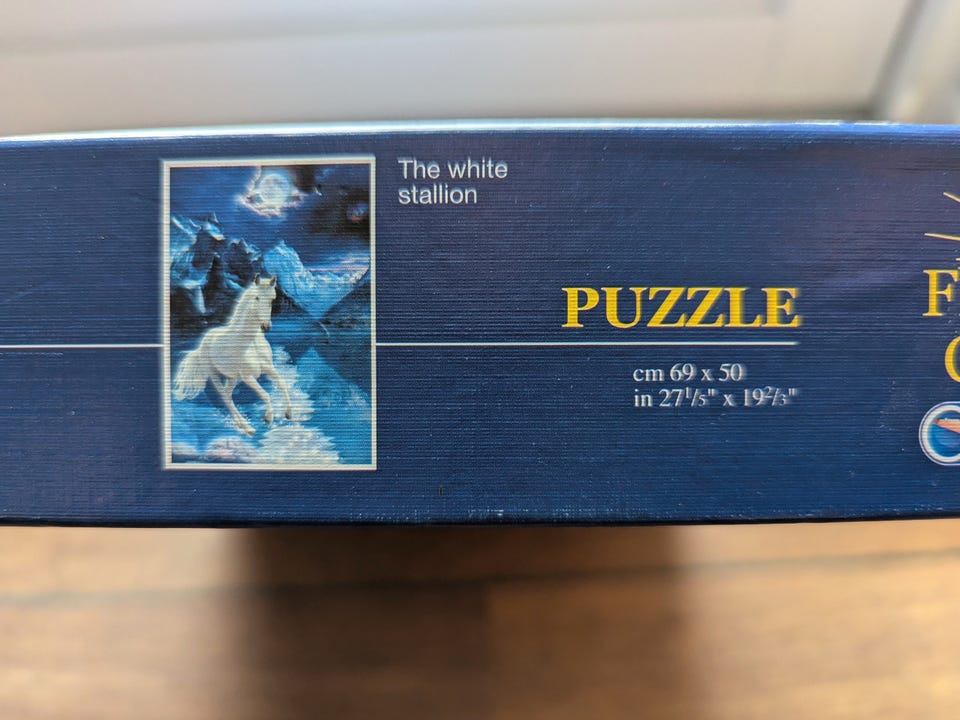 The white
stallion
PUZZLE
cm 69 x 50
in 27¹/₅" x 19²/₃"
F